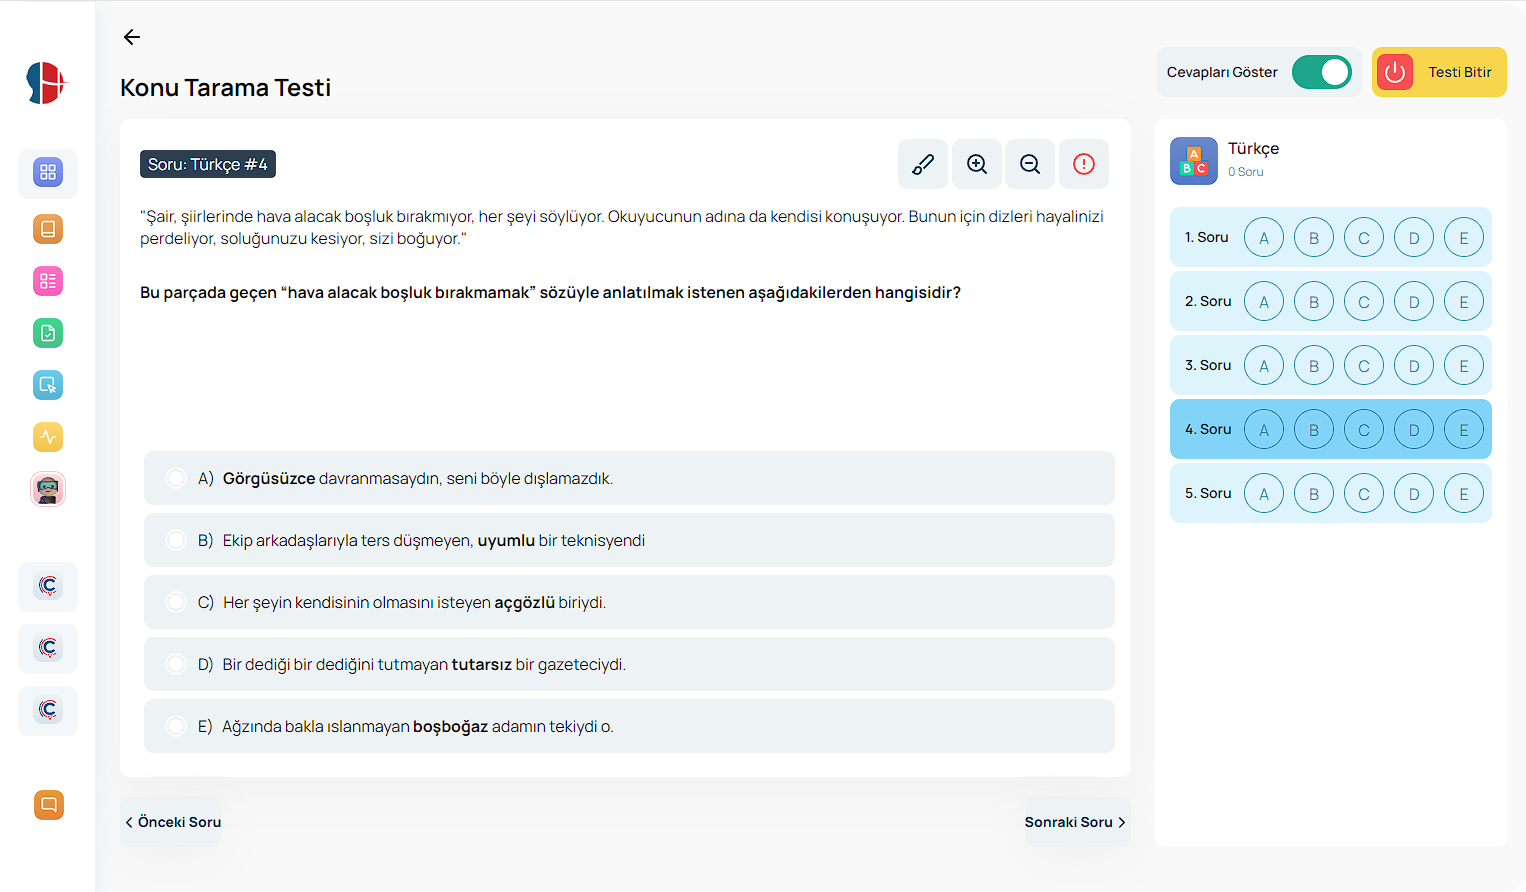 Konu Tarama Testi
Cevapları Göster
Testi Bitir
Soru: Türkçe #4
"Şair, şiirlerinde hava alacak boşluk bırakmıyor, her şeyi söylüyor. Okuyucunun adına da kendisi konuşuyor. Bunun için dizleri hayalinizi
perdeliyor, soluğunuzu kesiyor, sizi boğuyor."
Bu parçada geçen “hava alacak boşluk bırakmamak” sözüyle anlatılmak istenen aşağıdakilerden hangisidir?
A) Görgüsüzce davranmasaydın, seni böyle dışlamazdık.
B) Ekip arkadaşlarıyla ters düşmeyen, uyumlu bir teknisyendi
C) Her şeyin kendisinin olmasını isteyen açgözlü biriydi.
D) Bir dediği bir dediğini tutmayan tutarsız bir gazeteciydi.
E) Ağzında bakla ıslanmayan boşboğaz adamın tekiydi o.
Önceki Soru
Sonraki Soru
A
B C
Türkçe
0 Soru
1. Soru A B C D E
2. Soru A B C D E
3. Soru A B C D E
4. Soru A B C D E
5. Soru A B C D E
C
C
C